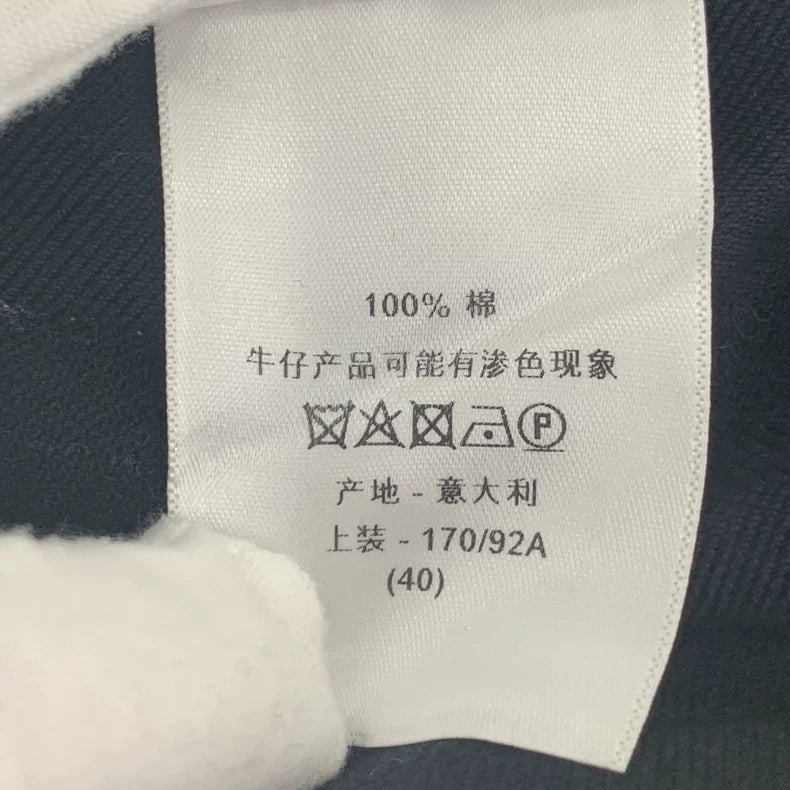 100% 棉
牛仔产品可能有渗色现象
P
产地 - 意大利
上装 - 170/92A
(40)